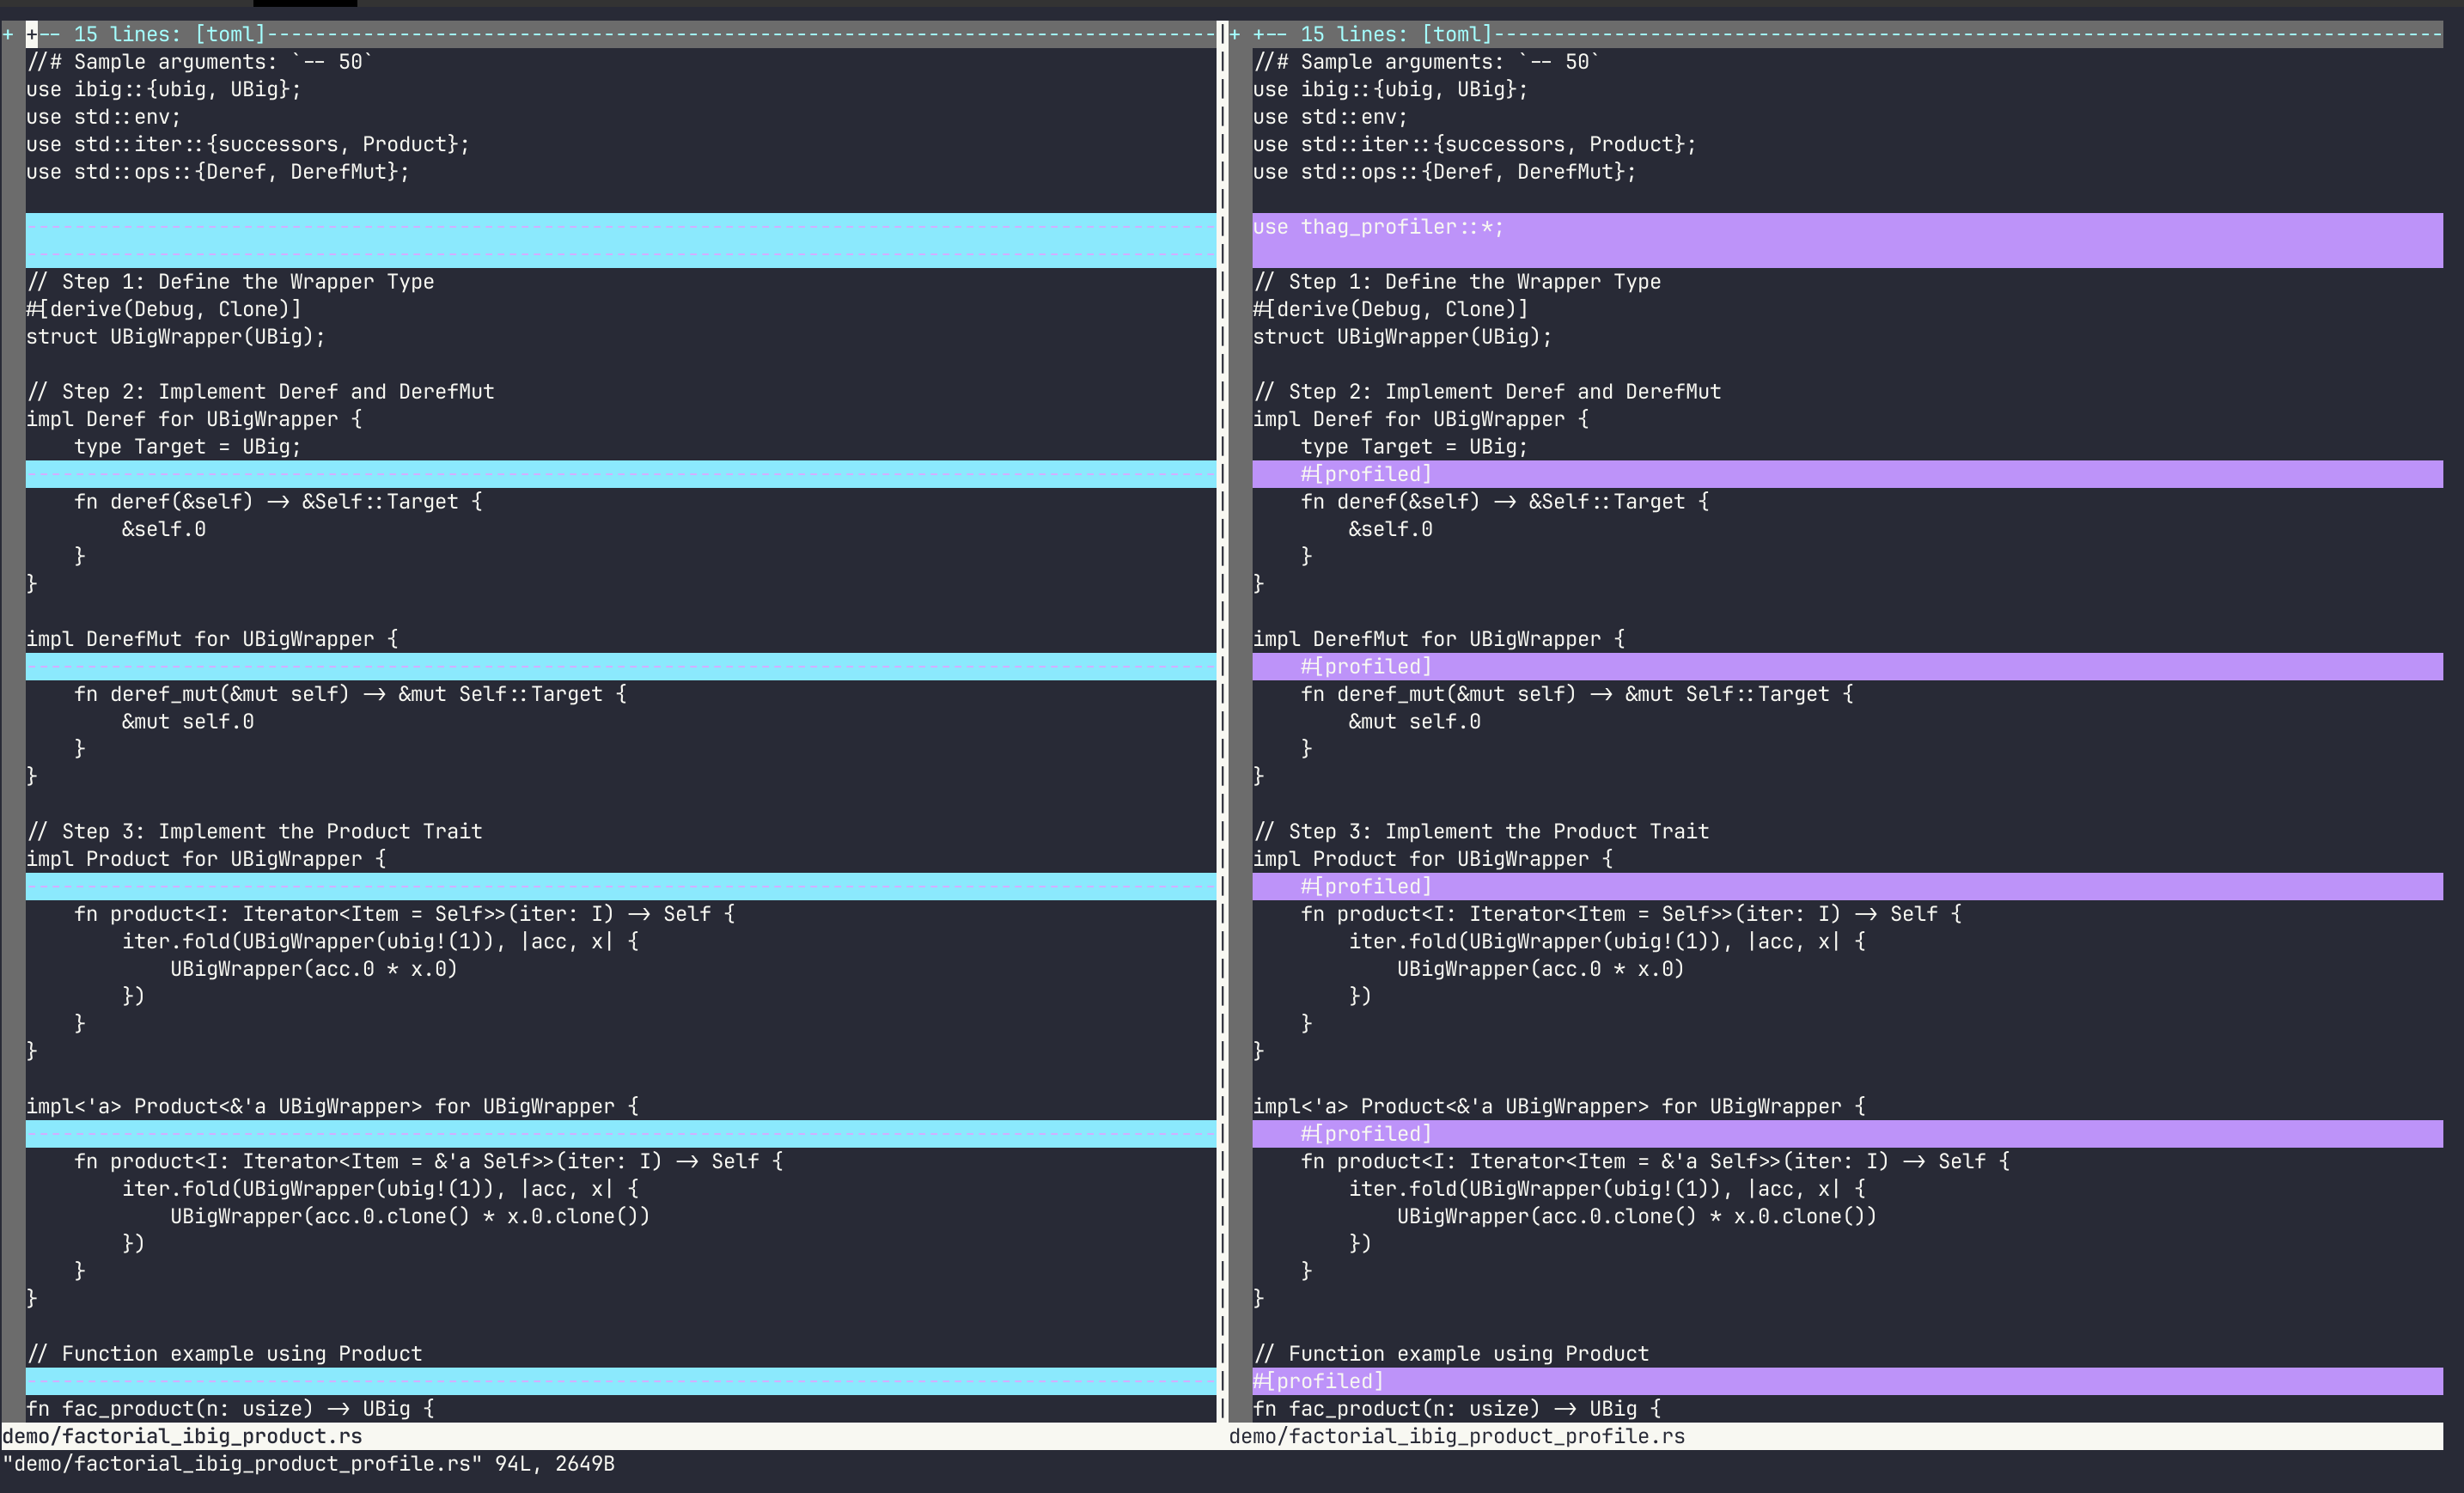 + +-- 15 lines: [toml]-------------------------------------------------------------------------------
//# Sample arguments: `-- 50`
use ibig::{ubig, UBig};
use std::env;
use std::iter::{successors, Product};
use std::ops::{Deref, DerefMut};
// Step 1: Define the Wrapper Type
#[derive(Debug, Clone)]
struct UBigWrapper(UBig);
// Step 2: Implement Deref and DerefMut
impl Deref for UBigWrapper {
    type Target = UBig;
    fn deref(&self) -> &Self::Target {
        &self.0
    }
}
impl DerefMut for UBigWrapper {
    fn deref_mut(&mut self) -> &mut Self::Target {
        &mut self.0
    }
}
// Step 3: Implement the Product Trait
impl Product for UBigWrapper {
    fn product<I: Iterator<Item = Self>>(iter: I) -> Self {
        iter.fold(UBigWrapper(ubig!(1)), |acc, x| {
            UBigWrapper(acc.0 * x.0)
        })
    }
}
impl<'a> Product<&'a UBigWrapper> for UBigWrapper {
    fn product<I: Iterator<Item = &'a Self>>(iter: I) -> Self {
        iter.fold(UBigWrapper(ubig!(1)), |acc, x| {
            UBigWrapper(acc.0.clone() * x.0.clone())
        })
    }
}
// Function example using Product
fn fac_product(n: usize) -> UBig {
demo/factorial_ibig_product.rs
+ +-- 15 lines: [toml]-------------------------------------------------------------------------------
//# Sample arguments: `-- 50`
use ibig::{ubig, UBig};
use std::env;
use std::iter::{successors, Product};
use std::ops::{Deref, DerefMut};
use thag_profiler::*;
// Step 1: Define the Wrapper Type
#[derive(Debug, Clone)]
struct UBigWrapper(UBig);
// Step 2: Implement Deref and DerefMut
impl Deref for UBigWrapper {
    type Target = UBig;
    #[profiled]
    fn deref(&self) -> &Self::Target {
        &self.0
    }
}
impl DerefMut for UBigWrapper {
    #[profiled]
    fn deref_mut(&mut self) -> &mut Self::Target {
        &mut self.0
    }
}
// Step 3: Implement the Product Trait
impl Product for UBigWrapper {
    #[profiled]
    fn product<I: Iterator<Item = Self>>(iter: I) -> Self {
        iter.fold(UBigWrapper(ubig!(1)), |acc, x| {
            UBigWrapper(acc.0 * x.0)
        })
    }
}
impl<'a> Product<&'a UBigWrapper> for UBigWrapper {
    #[profiled]
    fn product<I: Iterator<Item = &'a Self>>(iter: I) -> Self {
        iter.fold(UBigWrapper(ubig!(1)), |acc, x| {
            UBigWrapper(acc.0.clone() * x.0.clone())
        })
    }
}
// Function example using Product
#[profiled]
fn fac_product(n: usize) -> UBig {
demo/factorial_ibig_product_profile.rs
"demo/factorial_ibig_product_profile.rs" 94L, 2649B